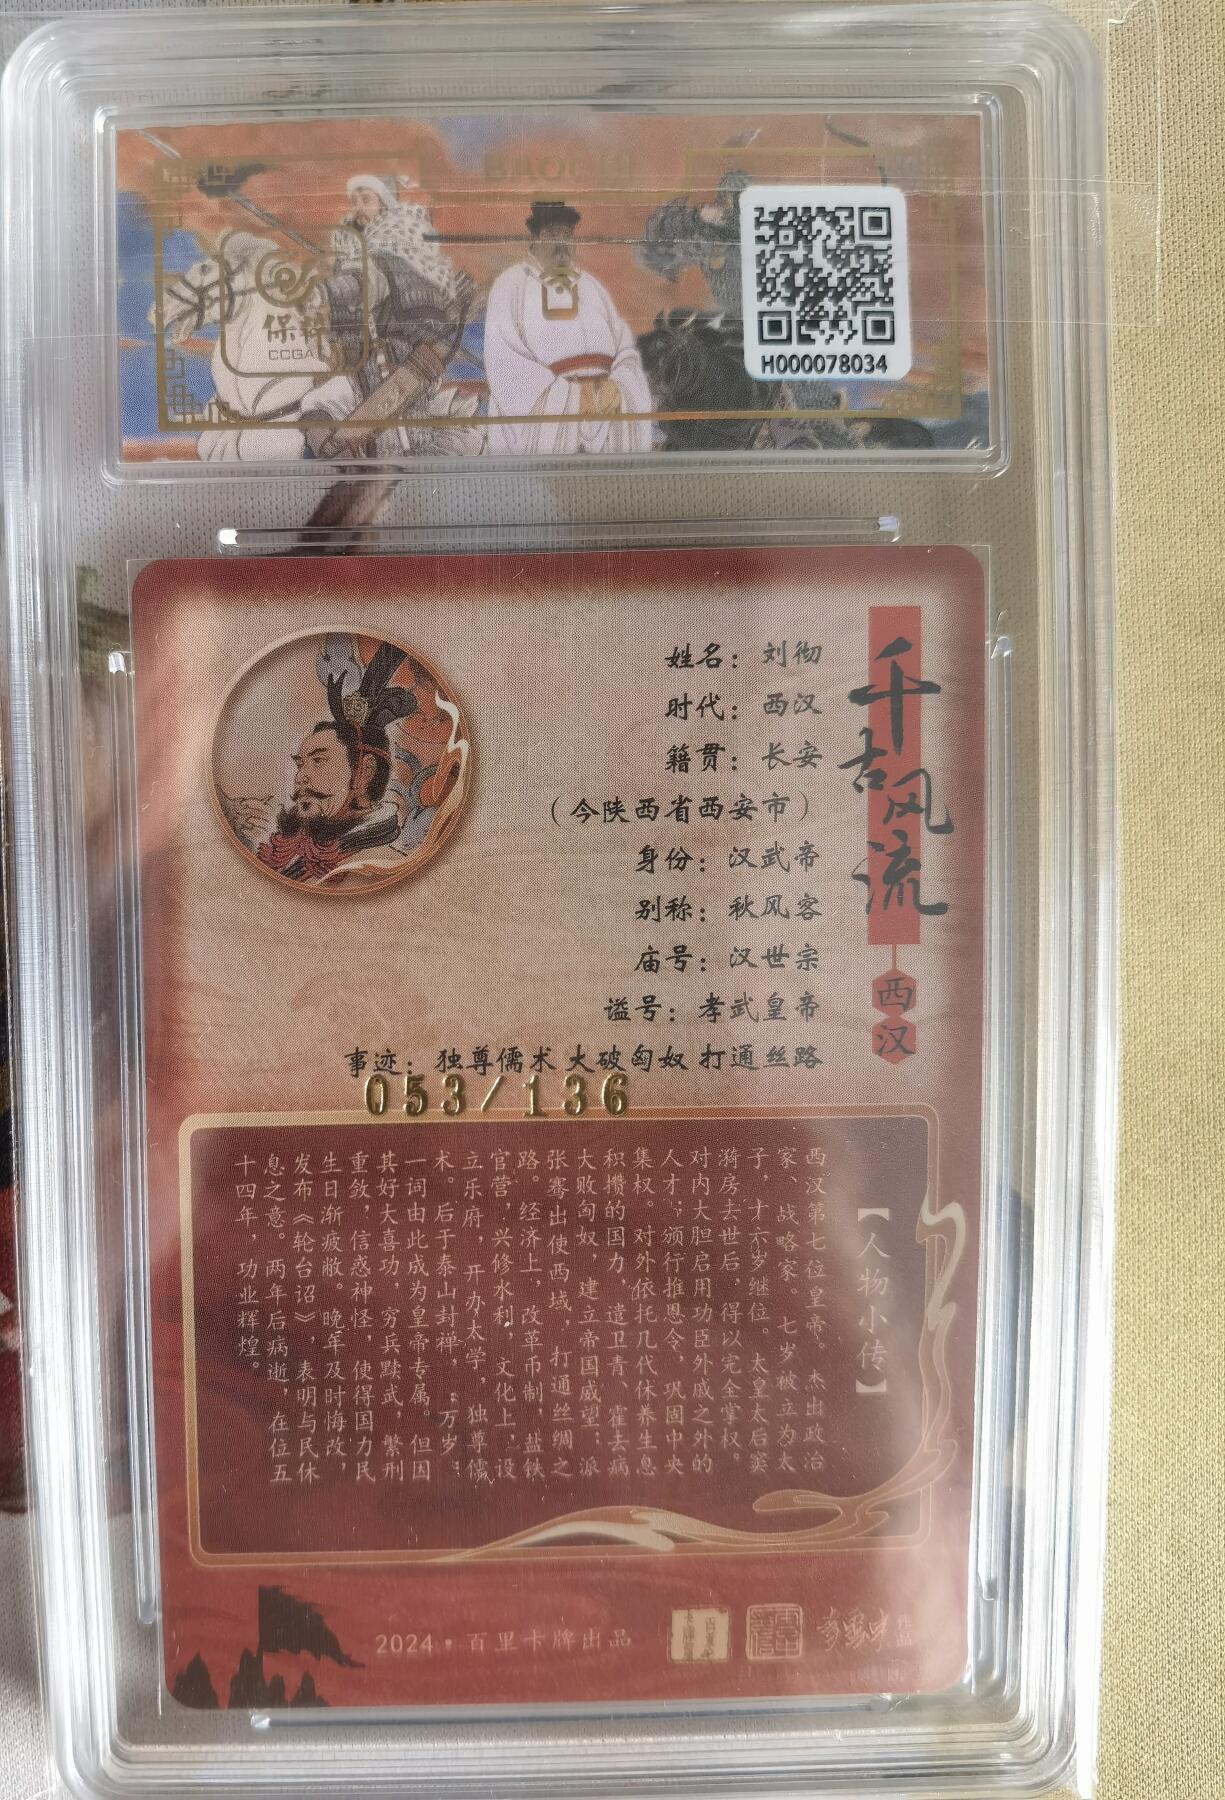 BAOCUI
保粹
CCGA
H000078034
千古风流
西汉
姓名：刘彻
时代：西汉
籍贯：长安
（今陕西省西安市）
身份：汉武帝
别称：秋风客
庙号：汉世宗
谥号：孝武皇帝
事迹：独尊儒术 大破匈奴 打通丝路
053/136
【人物小传】
西汉第七位皇帝。杰出政治
家、战略家。七岁被立为太
子，十六岁继位。太皇太后窦
漪房去世后，得以完全掌权。
对内大胆启用功臣外戚之外的
人才，颁行推恩令，巩固中央
集权。对外依托几代休养生息
积攒的国力，遣卫青、霍去病
大败匈奴，建立帝国威望；派
张骞出使西域，打通丝绸之
路。经济上，改革币制，盐铁
官营，兴修水利，文化上，设
立乐府，开办太学，独尊儒
术。后于泰山封禅，“万岁”
一词由此成为皇帝专属。但因
其好大喜功，穷兵黩武，繁刑
重敛，信惑神怪，使得国力民
生日渐疲敝。晚年及时悔改，
发布《轮台诏》，表明与民休
息之意。两年后病逝，在位五
十四年，功业辉煌。
2024·百里卡牌出品
作品